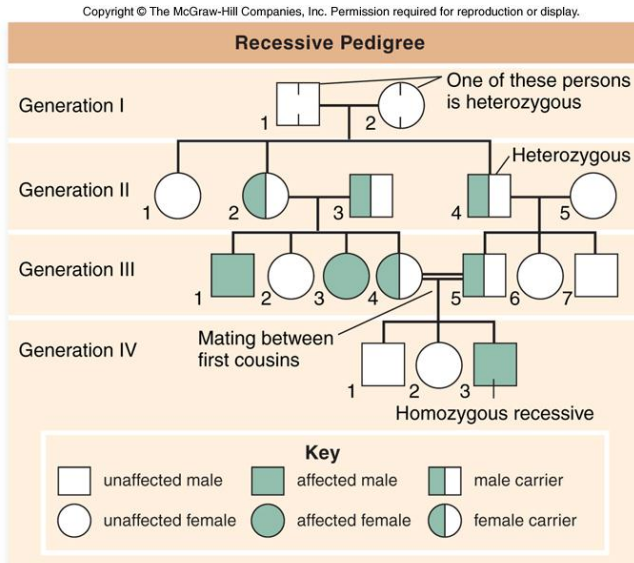 Copyright © The McGraw-Hill Companies, Inc. Permission required for reproduction or display.
Recessive Pedigree
Generation I
1
2
One of these persons
is heterozygous
Generation II
1
2
3
4
5
Heterozygous
Generation III
1
2
3
4
5
6
7
Mating between
first cousins
Generation IV
1
2
3
Homozygous recessive
Key
unaffected male
affected male
male carrier
unaffected female
affected female
female carrier